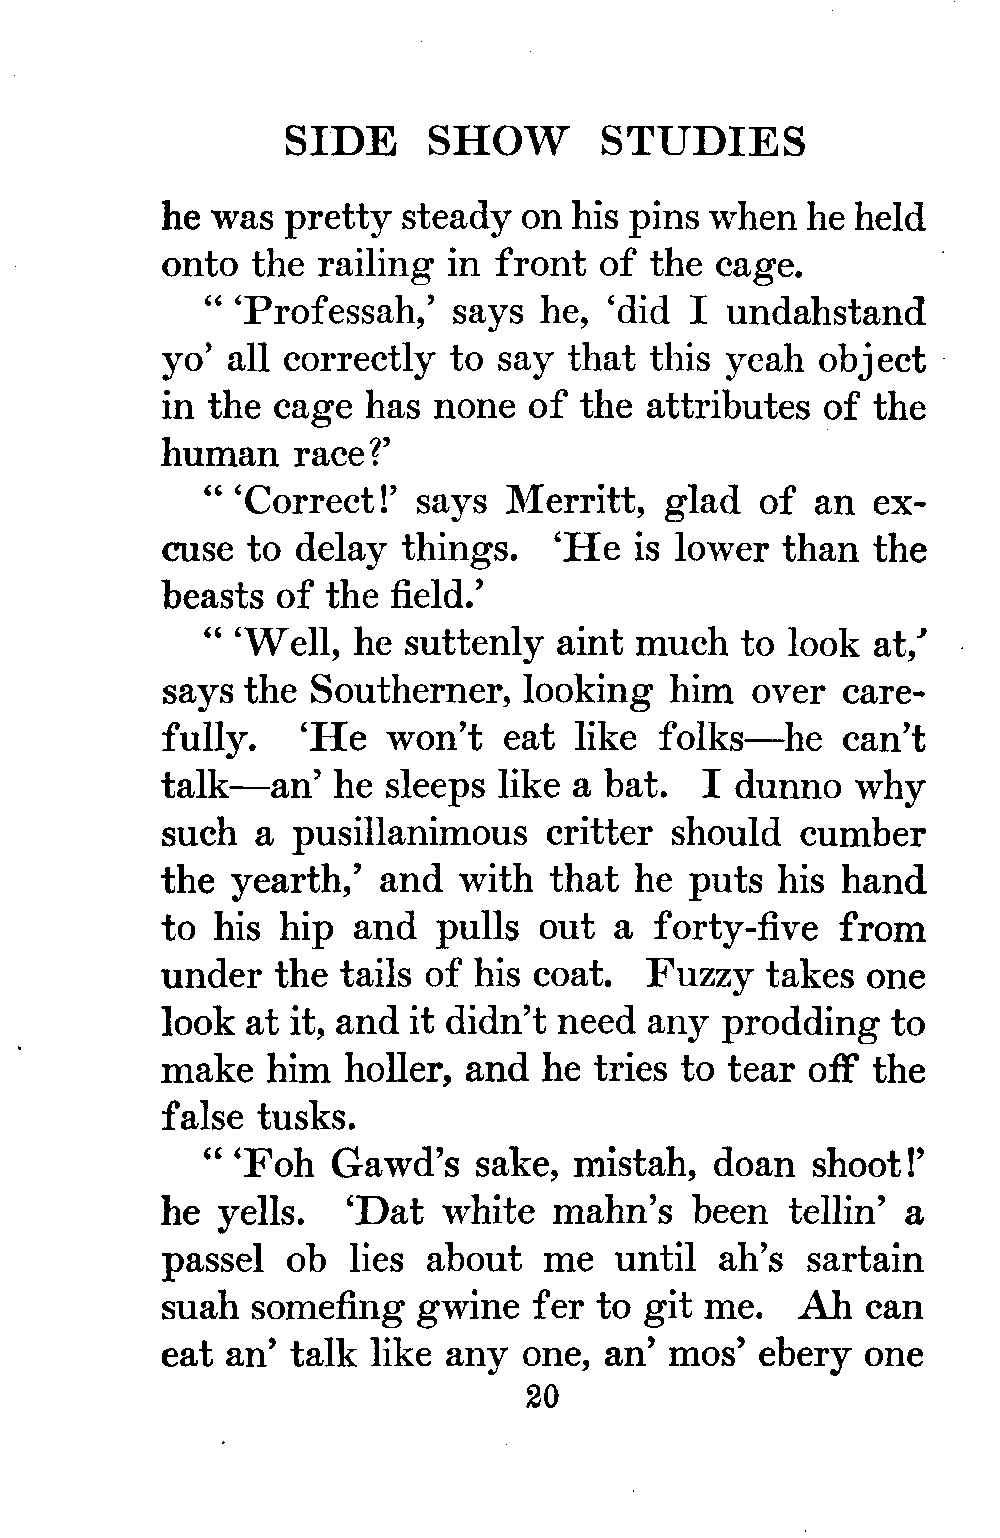 SIDE SHOW STUDIES
he was pretty steady on his pins when he held
onto the railing in front of the cage.
“ ‘Professah,’ says he, ‘did I undahstand
yo’ all correctly to say that this yeah object
in the cage has none of the attributes of the
human race?’
“ ‘Correct!’ says Merritt, glad of an ex-
cuse to delay things. ‘He is lower than the
beasts of the field.’
“ ‘Well, he suttenly aint much to look at,’
says the Southerner, looking him over care-
fully. ‘He won’t eat like folks—he can’t
talk—an’ he sleeps like a bat. I dunno why
such a pusillanimous critter should cumber
the yearth,’ and with that he puts his hand
to his hip and pulls out a forty-five from
under the tails of his coat. Fuzzy takes one
look at it, and it didn’t need any prodding to
make him holler, and he tries to tear off the
false tusks.
“ ‘Foh Gawd’s sake, mistah, doan shoot!’
he yells. ‘Dat white mahn’s been tellin’ a
passel ob lies about me until ah’s sartain
suah somefing gwine fer to git me. Ah can
eat an’ talk like any one, an’ mos’ ebery one
20